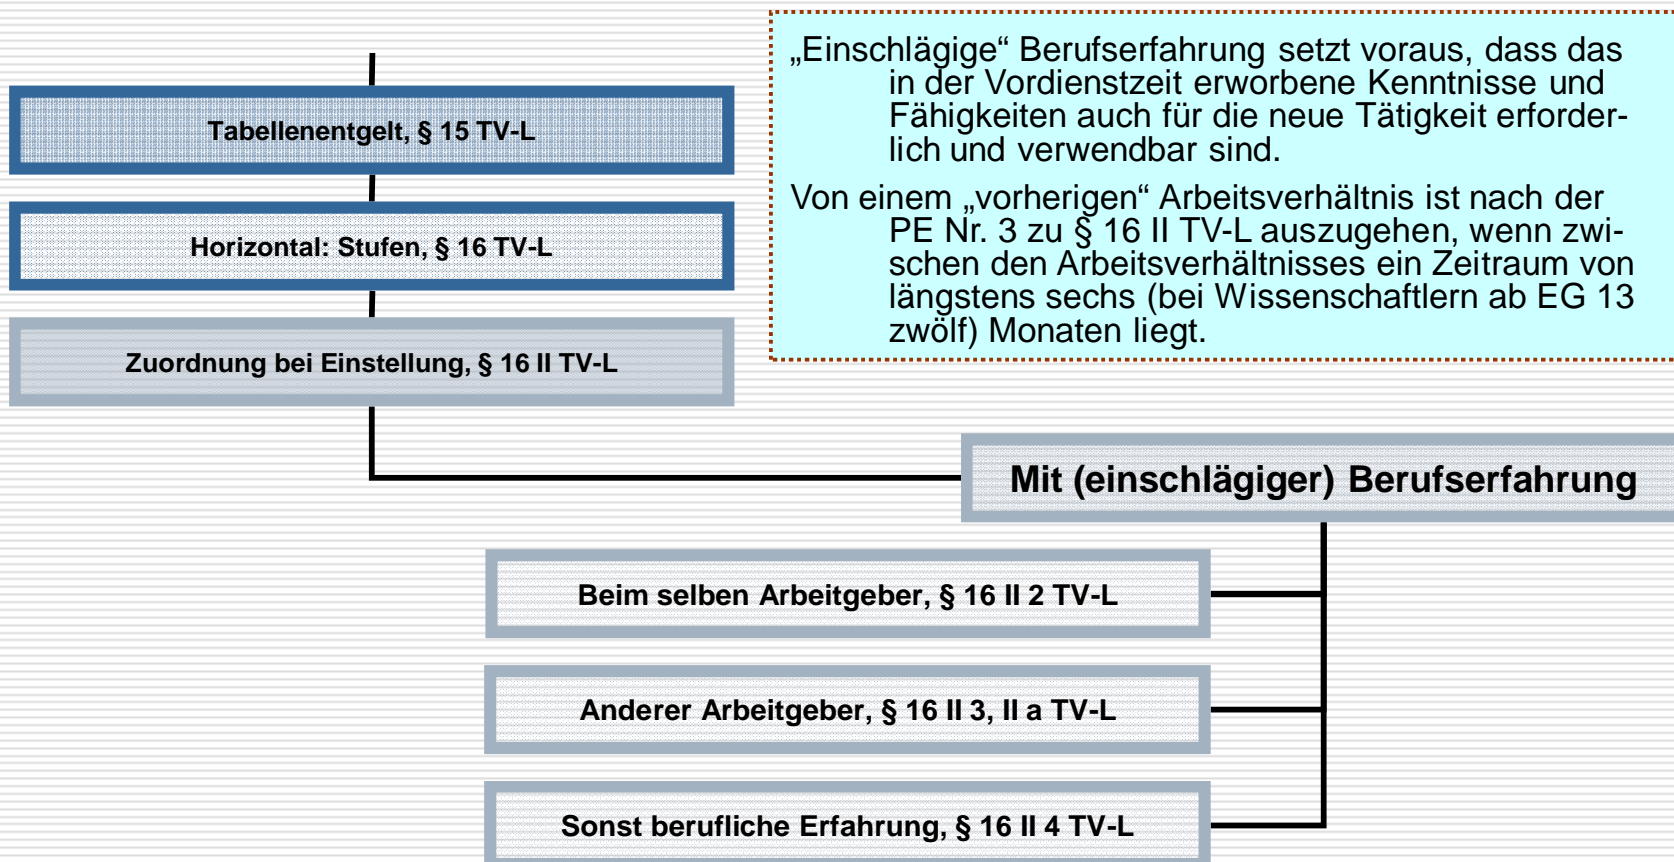 „Einschlägige“ Berufserfahrung setzt voraus, dass das
in der Vordienstzeit erworbene Kenntnisse und
Fähigkeiten auch für die neue Tätigkeit erforder-
lich und verwendbar sind.
Von einem „vorherigen“ Arbeitsverhältnis ist nach der
PE Nr. 3 zu § 16 II TV-L auszugehen, wenn zwi-
schen den Arbeitsverhältnisses ein Zeitraum von
längstens sechs (bei Wissenschaftlern ab EG 13
zwölf) Monaten liegt.
Tabellenentgelt, § 15 TV-L
Horizontal: Stufen, § 16 TV-L
Zuordnung bei Einstellung, § 16 II TV-L
Mit (einschlägiger) Berufserfahrung
Beim selben Arbeitgeber, § 16 II 2 TV-L
Anderer Arbeitgeber, § 16 II 3, II a TV-L
Sonst berufliche Erfahrung, § 16 II 4 TV-L